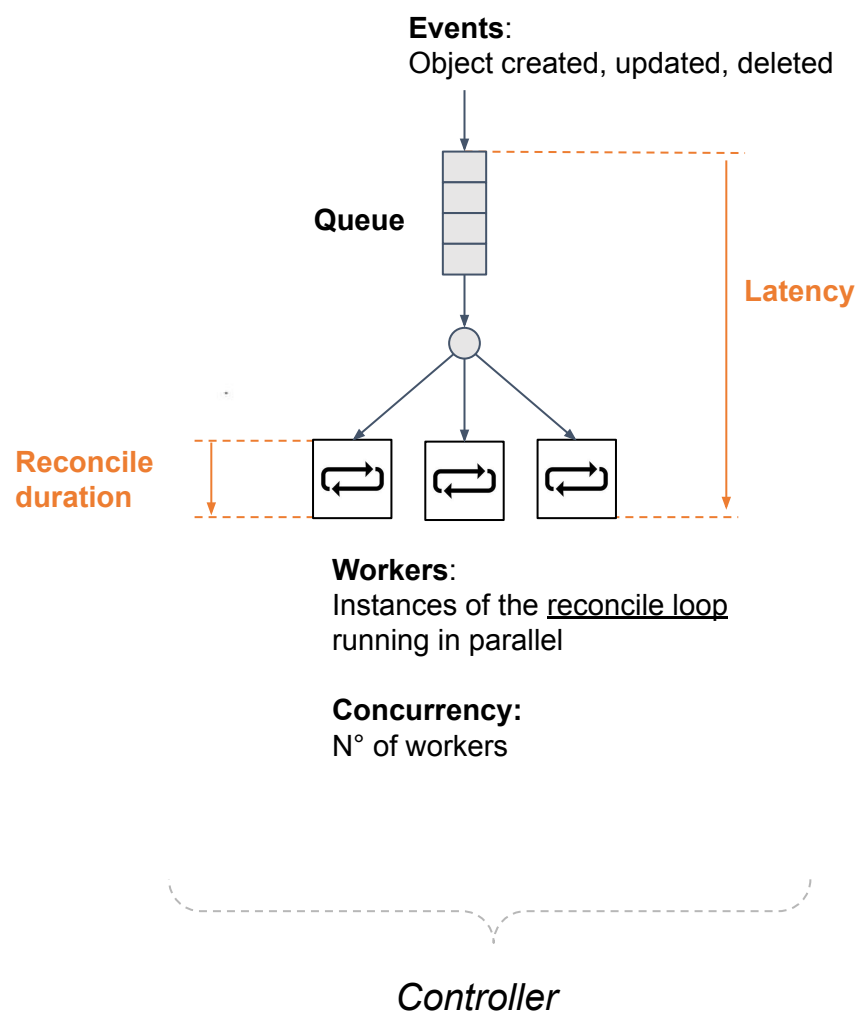 Events:
Object created, updated, deleted
Queue
Latency
Reconcile
duration
Workers:
Instances of the reconcile loop
running in parallel
Concurrency:
N° of workers
Controller